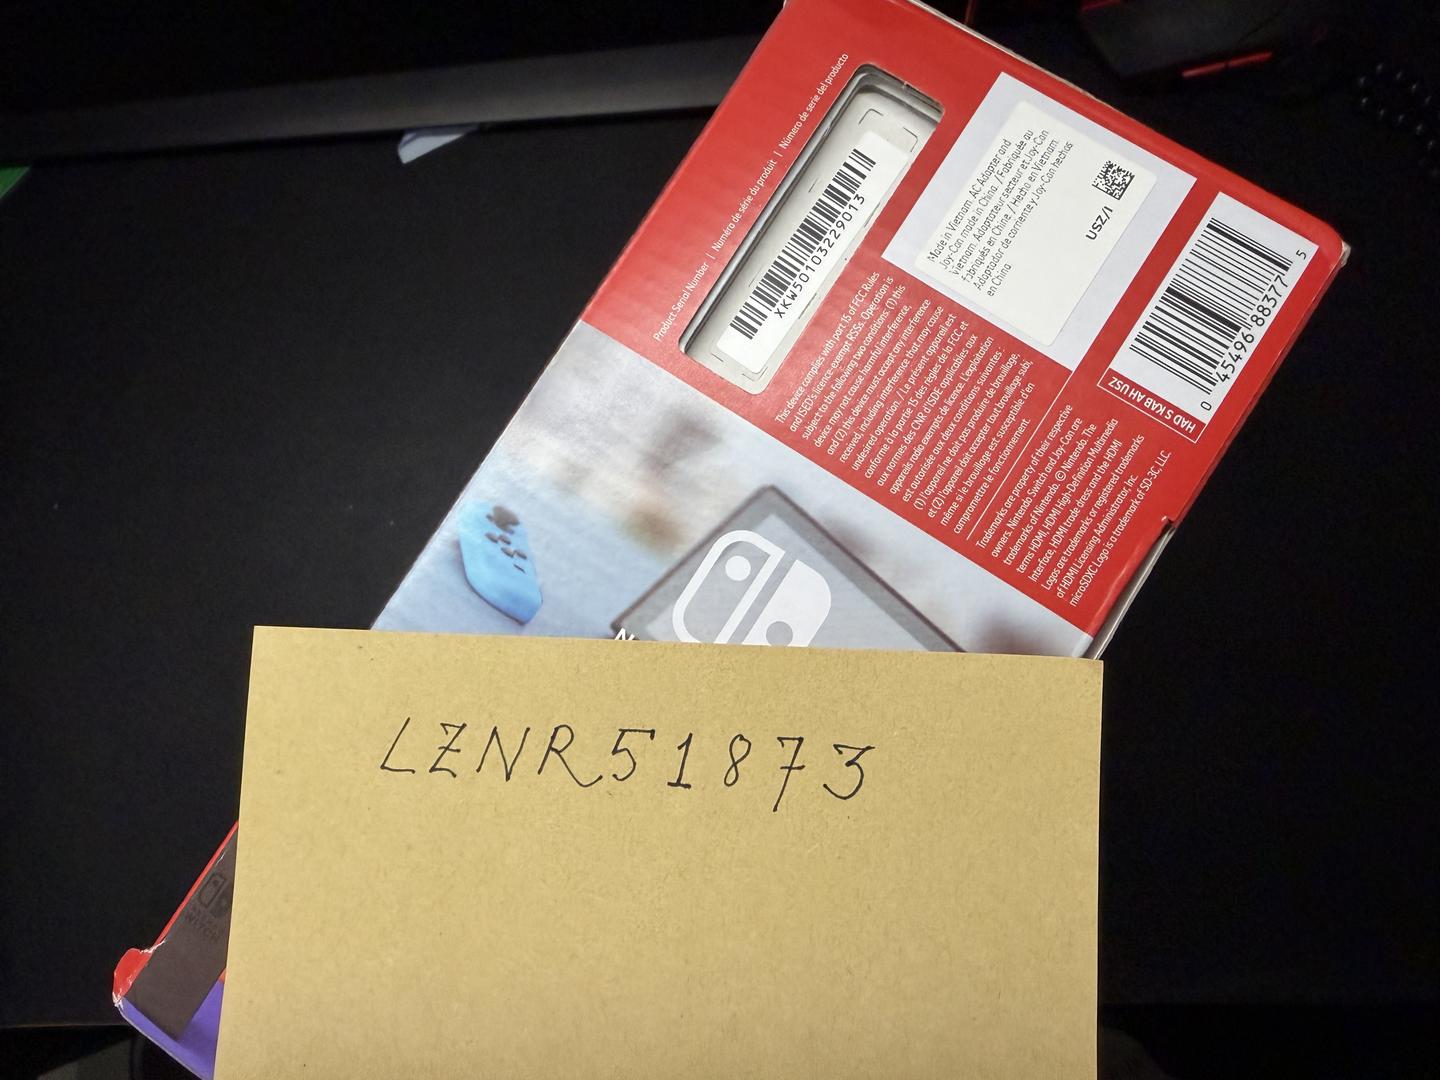 Product Serial Number | Numéro de série du produit | Número de serie del producto
XKW50103229013
Made in Vietnam. AC Adapter and
Joy-Con made in China. / Fabriquée au
Vietnam. Adaptateur secteur et Joy-Con
fabriqués en Chine / Hecho en Vietnam.
Adaptador de corriente y Joy-Con hechos
en China
USZ/I
0 45496 88377 5
HAD S KAB AH USZ
This device complies with part 15 of FCC Rules
and ISED's licence-exempt RSSs. Operation is
subject to the following two conditions: (1) this
device may not cause harmful interference,
and (2) this device must accept any interference
received, including interference that may cause
undesired operation. / Le présent appareil est
conforme à la partie 15 des règles de la FCC et
aux normes des CNR d'ISDE applicables aux
appareils radio exempts de licence. L'exploitation
est autorisée aux deux conditions suivantes :
(1) l'appareil ne doit pas produire de brouillage,
et (2) l'appareil doit accepter tout brouillage subi,
même si le brouillage est susceptible d'en
compromettre le fonctionnement.
Trademarks are property of their respective
owners. Nintendo Switch and Joy-Con are
trademarks of Nintendo. © Nintendo. The
terms HDMI, HDMI High-Definition Multimedia
Interface, HDMI trade dress and the HDMI
Logos are trademarks or registered trademarks
of HDMI Licensing Administrator, Inc.
microSDXC Logo is a trademark of SD-3C, LLC.
LZNR51873